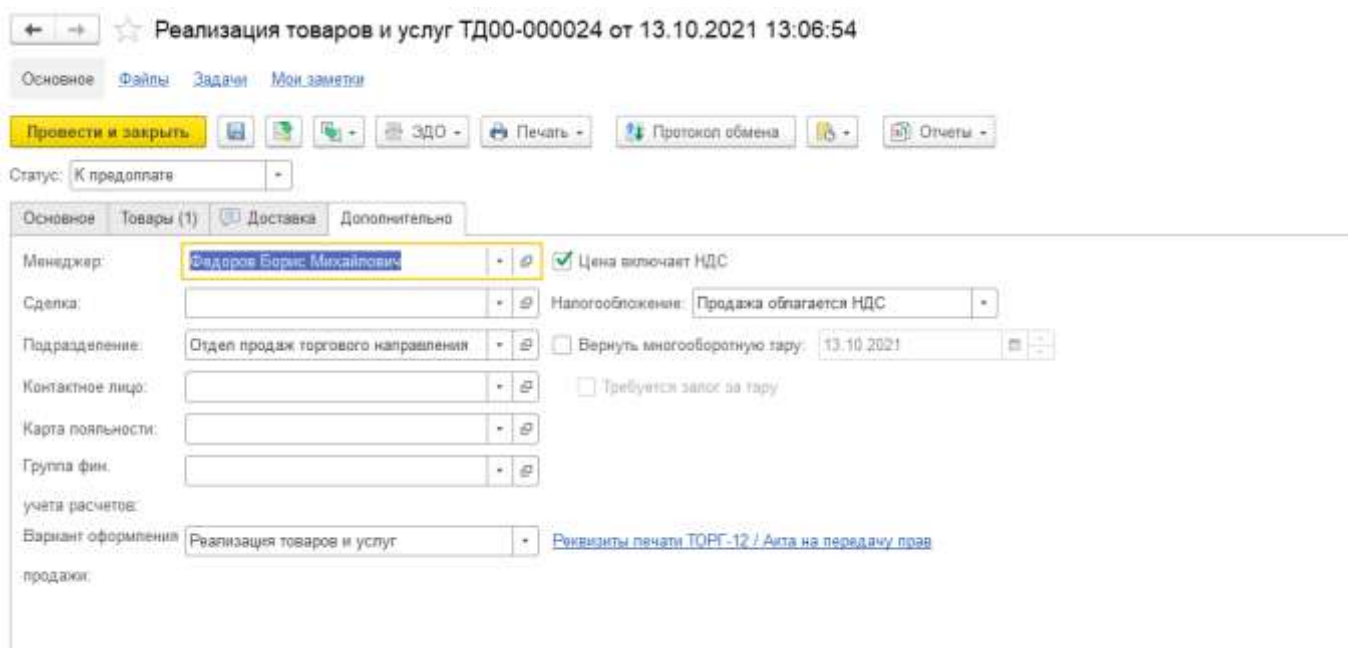 Реализация товаров и услуг ТД00-000024 от 13.10.2021 13:06:54
Основное Файлы Задачи Мои заметки
Провести и закрыть ЭДО Печать Протокол обмена Отчеты
Статус: К предоплате
Основное Товары (1) Доставка Дополнительно
Менеджер: Федоров Борис Михайлович Цена включает НДС
Сделка: Налогообложение: Продажа облагается НДС
Подразделение: Отдел продаж торгового направления Вернуть многооборотную тару: 13.10.2021
Контактное лицо: Требуется залог за тару
Карта лояльности:
Группа фин.
учета расчетов:
Вариант оформления Реализация товаров и услуг Реквизиты печати ТОРГ-12 / Акта на передачу прав
продажи: